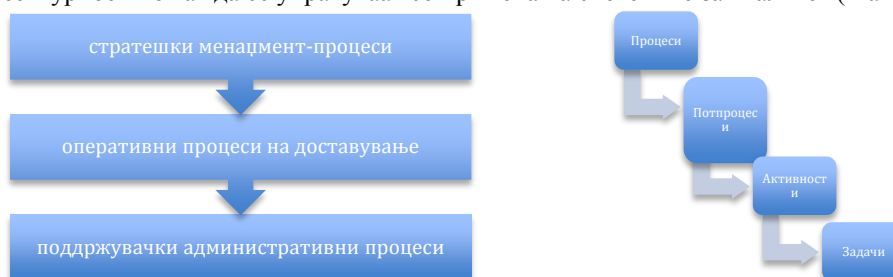 стратешки менаџмент-процеси
оперативни процеси на доставување
поддржувачки административни процеси
Процеси
Потпроцес
и
Активност
и
Задачи